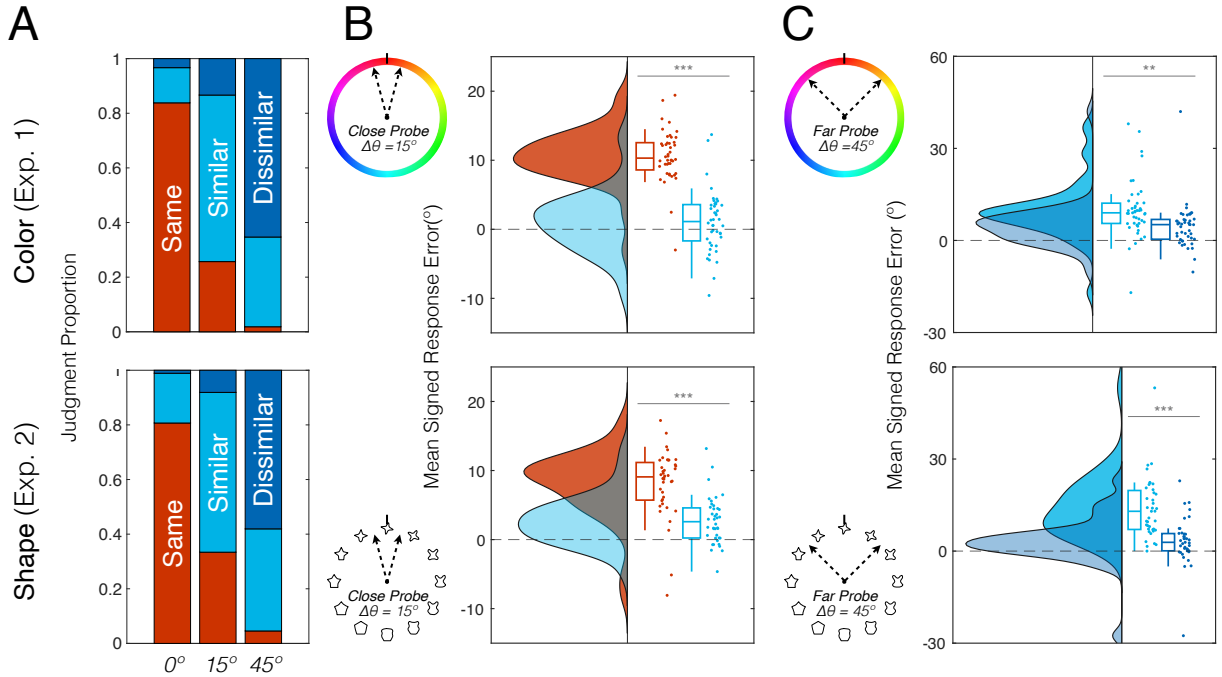 A
B
C
Color (Exp. 1)
Shape (Exp. 2)
Judgment Proportion
1
0.8
0.6
0.4
0.2
0
Same
Similar
Dissimilar
1
0.8
0.6
0.4
0.2
0
Same
Similar
Dissimilar
0°
15°
45°
Close Probe
Δθ = 15°
Mean Signed Response Error(°)
20
10
0
-10
***
Close Probe
Δθ = 15°
20
10
0
-10
***
Far Probe
Δθ = 45°
Mean Signed Response Error (°)
60
30
0
-30
**
Far Probe
Δθ = 45°
60
30
0
-30
***